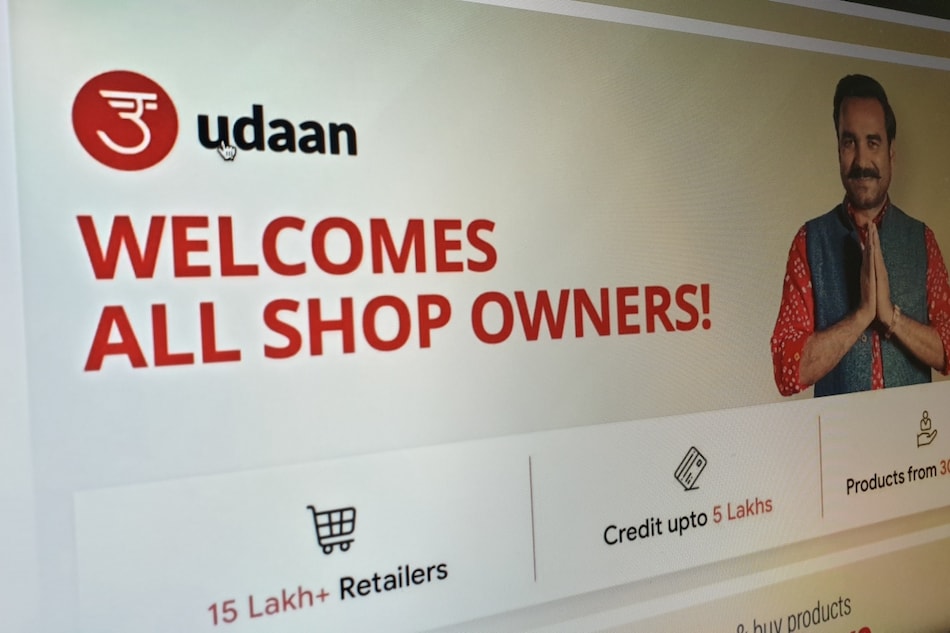 उ udaan
WELCOMES
ALL SHOP OWNERS!
15 Lakh+ Retailers
Credit upto 5 Lakhs
Products from 30
& buy products